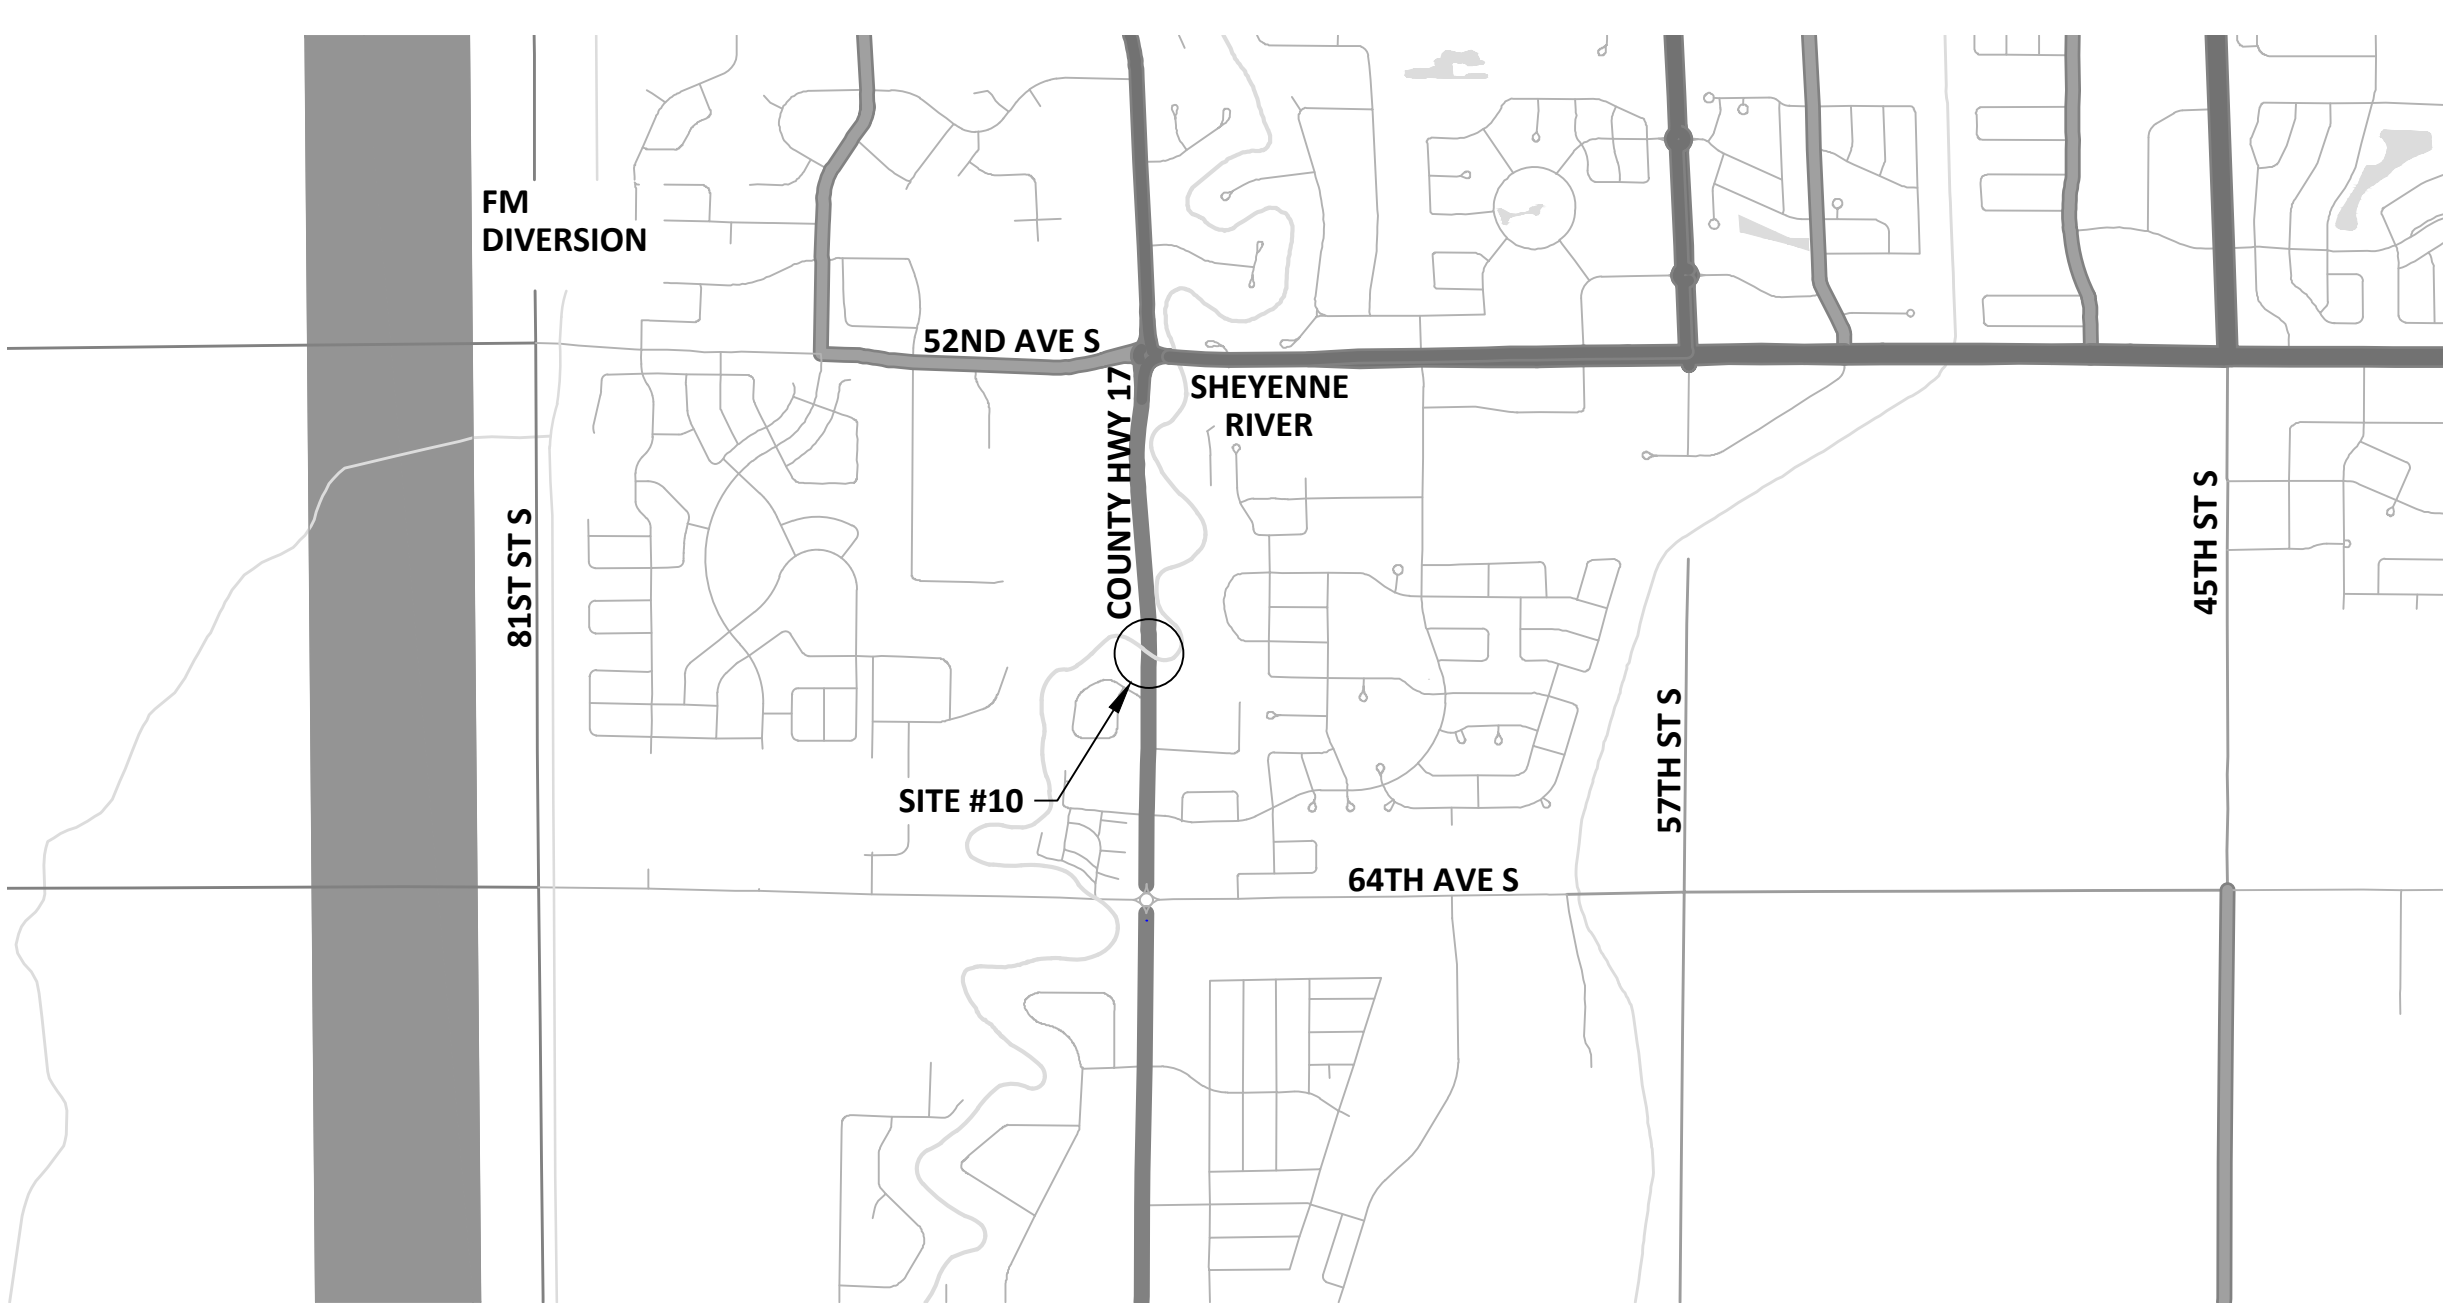 FM
DIVERSION
52ND AVE S
SHEYENNE
RIVER
COUNTY HWY 17
81ST ST S
45TH ST S
57TH ST S
SITE #10
64TH AVE S